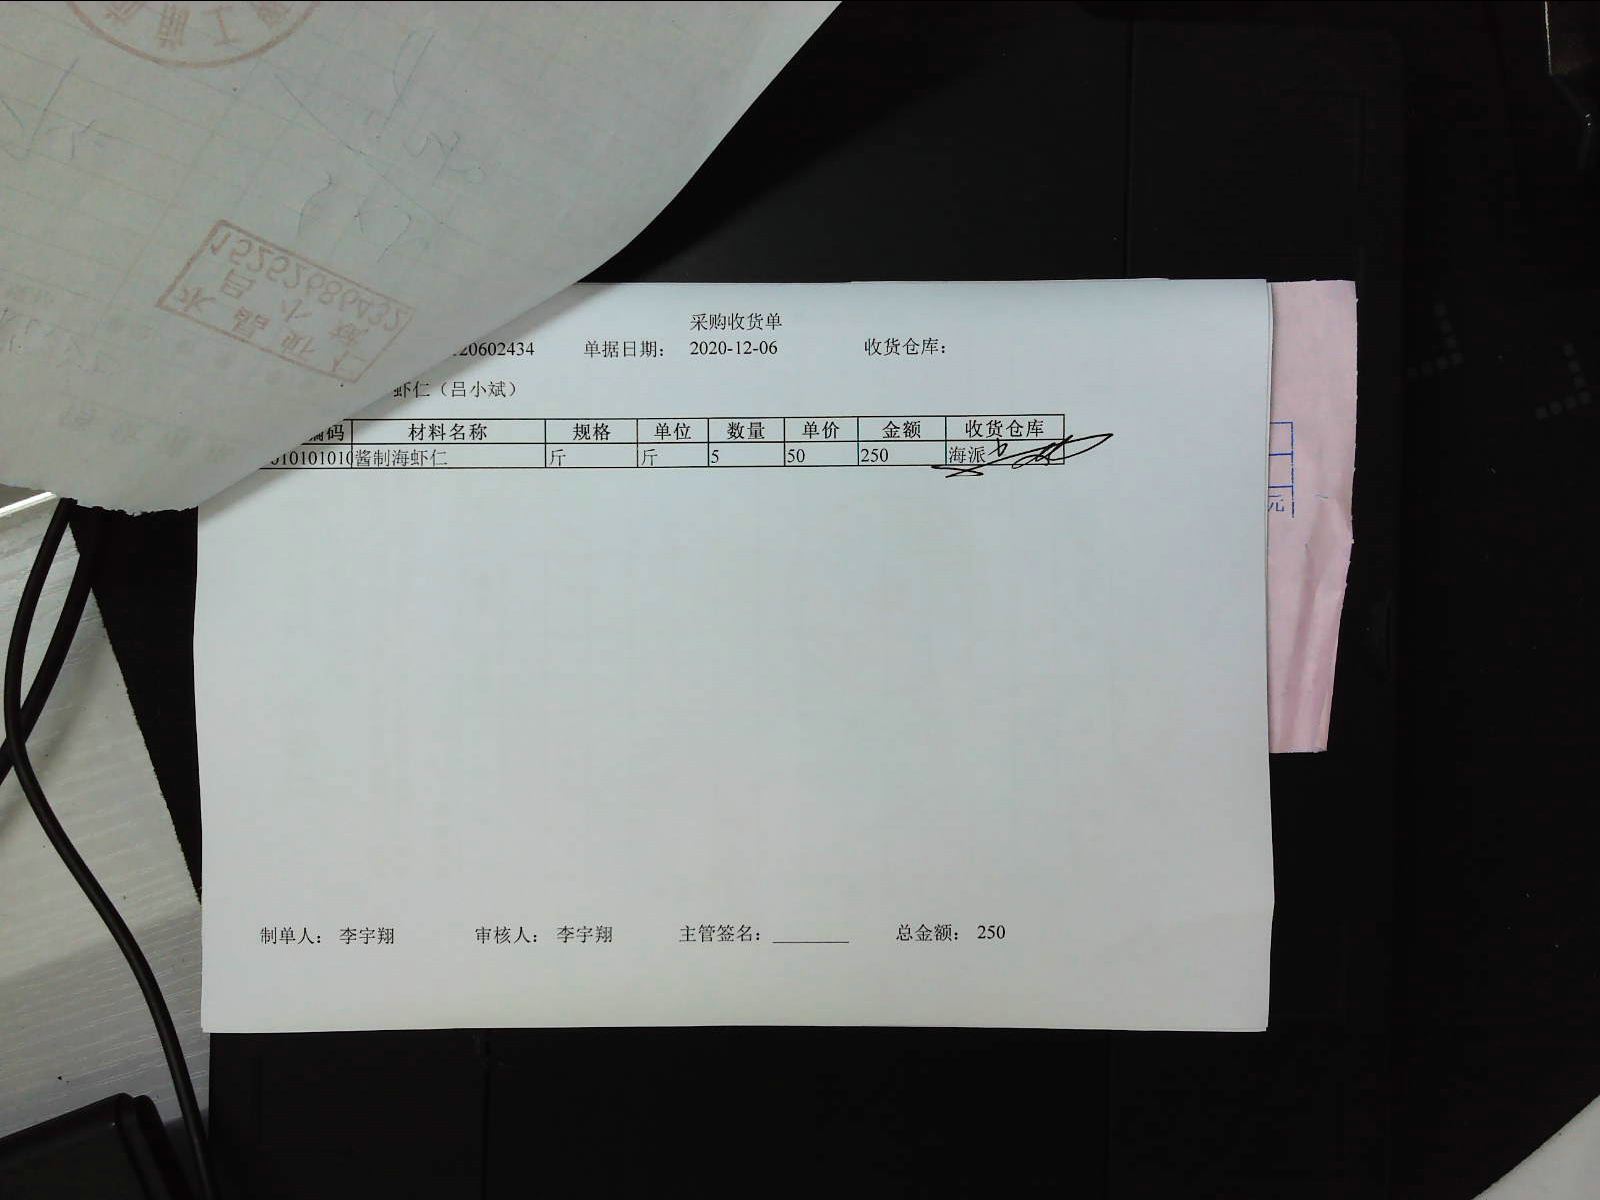 采购收货单
120602434 单据日期： 2020-12-06 收货仓库：
虾仁（吕小斌）
编码 材料名称 规格 单位 数量 单价 金额 收货仓库
010101010 酱制海虾仁 斤 斤 5 50 250 海派
元
制单人： 李宇翔 审核人： 李宇翔 主管签名：________ 总金额： 250
15252686432